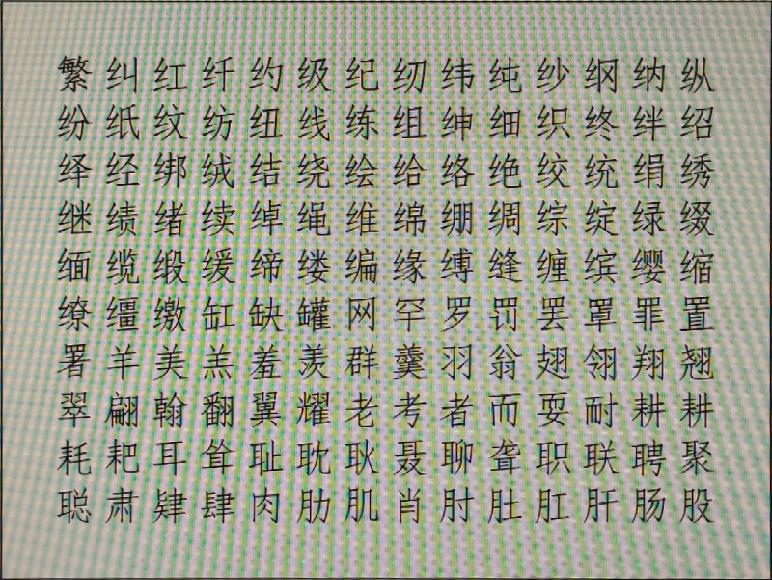 繁纠红纤约级纪纫纬纯纱纲纳纵
纷纸纹纺纽线练组绅细织终绊绍
绎经绑绒结绕绘给络绝绞统绢绣
继绩绪续绰绳维绵绷绸综绽绿缀
缅缆缎缓缔缕编缘缚缝缠缤缨缩
缭缰缴缸缺罐网罕罗罚罢罩罪置
署羊美羔羞羡群羹羽翁翅翎翔翘
翠翩翰翻翼耀老考者而耍耐耕耕
耗耙耳耸耻耽耿聂聊聋职联聘聚
聪肃肄肆肉肋肌肖肘肚肛肝肠股